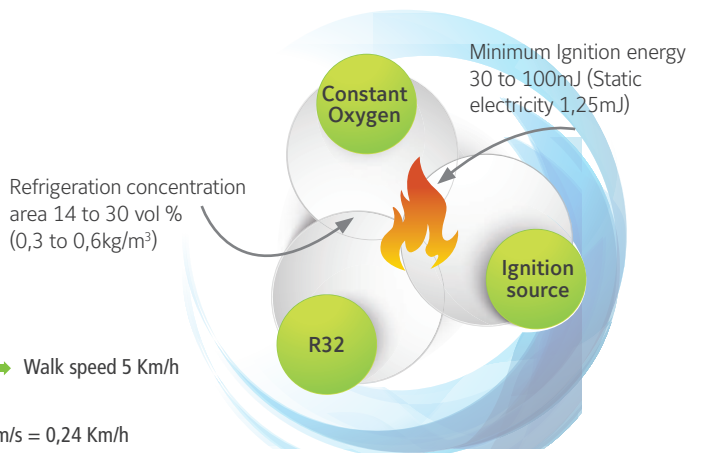 Minimum Ignition energy
30 to 100mJ (Static
electricity 1,25mJ)
Constant
Oxygen
Refrigeration concentration
area 14 to 30 vol %
(0,3 to 0,6kg/m³)
Ignition
source
R32
Walk speed 5 Km/h
m/s = 0,24 Km/h